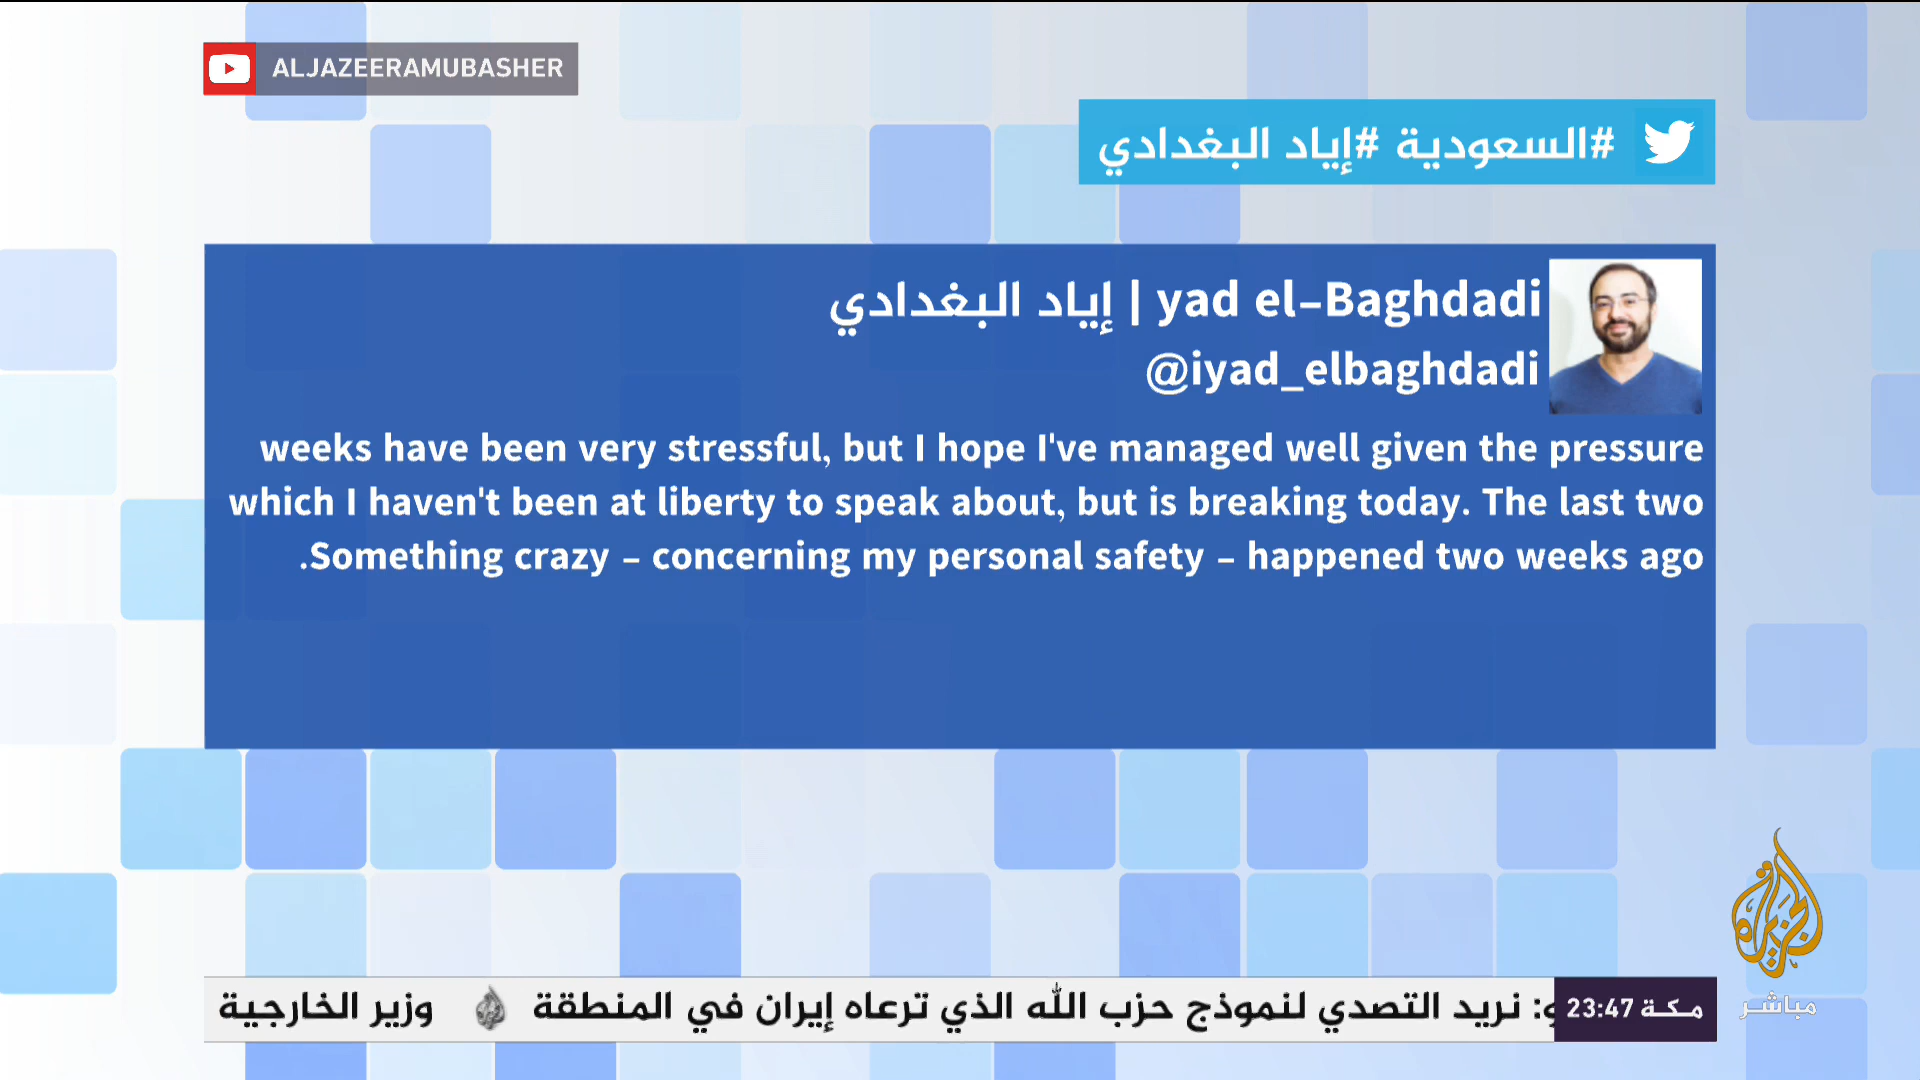 ALJAZEERAMUBASHER
#السعودية #إياد البغدادي
yad el-Baghdadi | إياد البغدادي
@iyad_elbaghdadi
weeks have been very stressful, but I hope I've managed well given the pressure
which I haven't been at liberty to speak about, but is breaking today. The last two
.Something crazy – concerning my personal safety – happened two weeks ago
الجزيرة
مباشر
مكة 23:47
و: نريد التصدي لنموذج حزب الله الذي ترعاه إيران في المنطقة وزير الخارجية